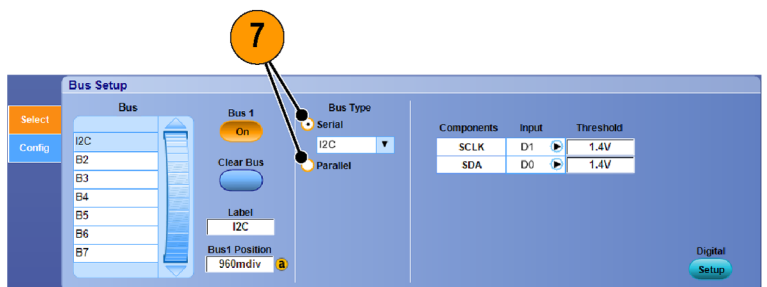 7
Bus Setup
Select
Config
Bus
I2C
B2
B3
B4
B5
B6
B7
Bus 1
On
Clear Bus
Label
I2C
Bus1 Position
960mdiv a
Bus Type
Serial
I2C
Parallel
Components Input Threshold
SCLK D1 1.4V
SDA D0 1.4V
Digital
Setup